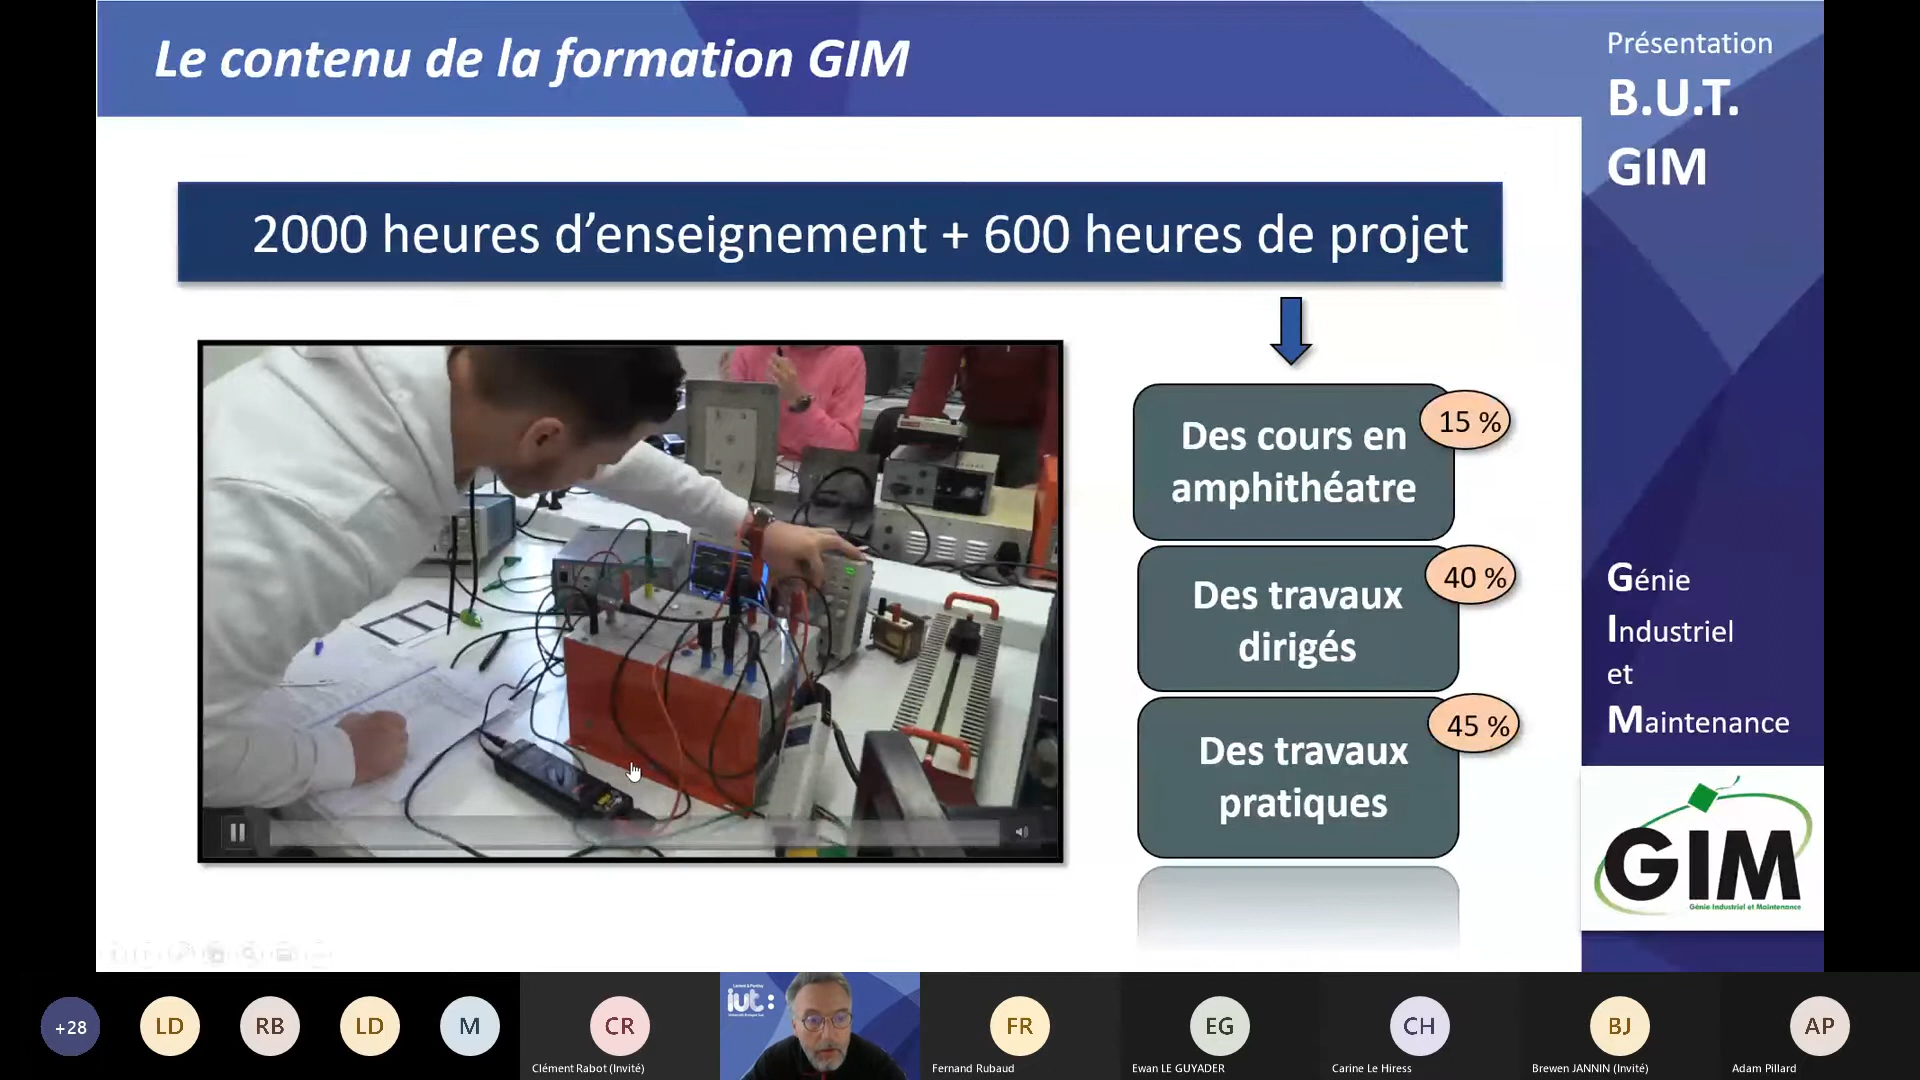 Le contenu de la formation GIM
Présentation
B.U.T.
GIM
2000 heures d’enseignement + 600 heures de projet
Des cours en
amphithéatre
15 %
Des travaux
dirigés
40 %
Des travaux
pratiques
45 %
Génie
Industriel
et
Maintenance
GIM
Génie Industriel et Maintenance
+28
LD
RB
LD
M
CR
Clément Rabot (Invité)
iut:
FR
Fernand Rubaud
EG
Ewan LE GUYADER
CH
Carine Le Hiress
BJ
Brewen JANNIN (Invité)
AP
Adam Pillard